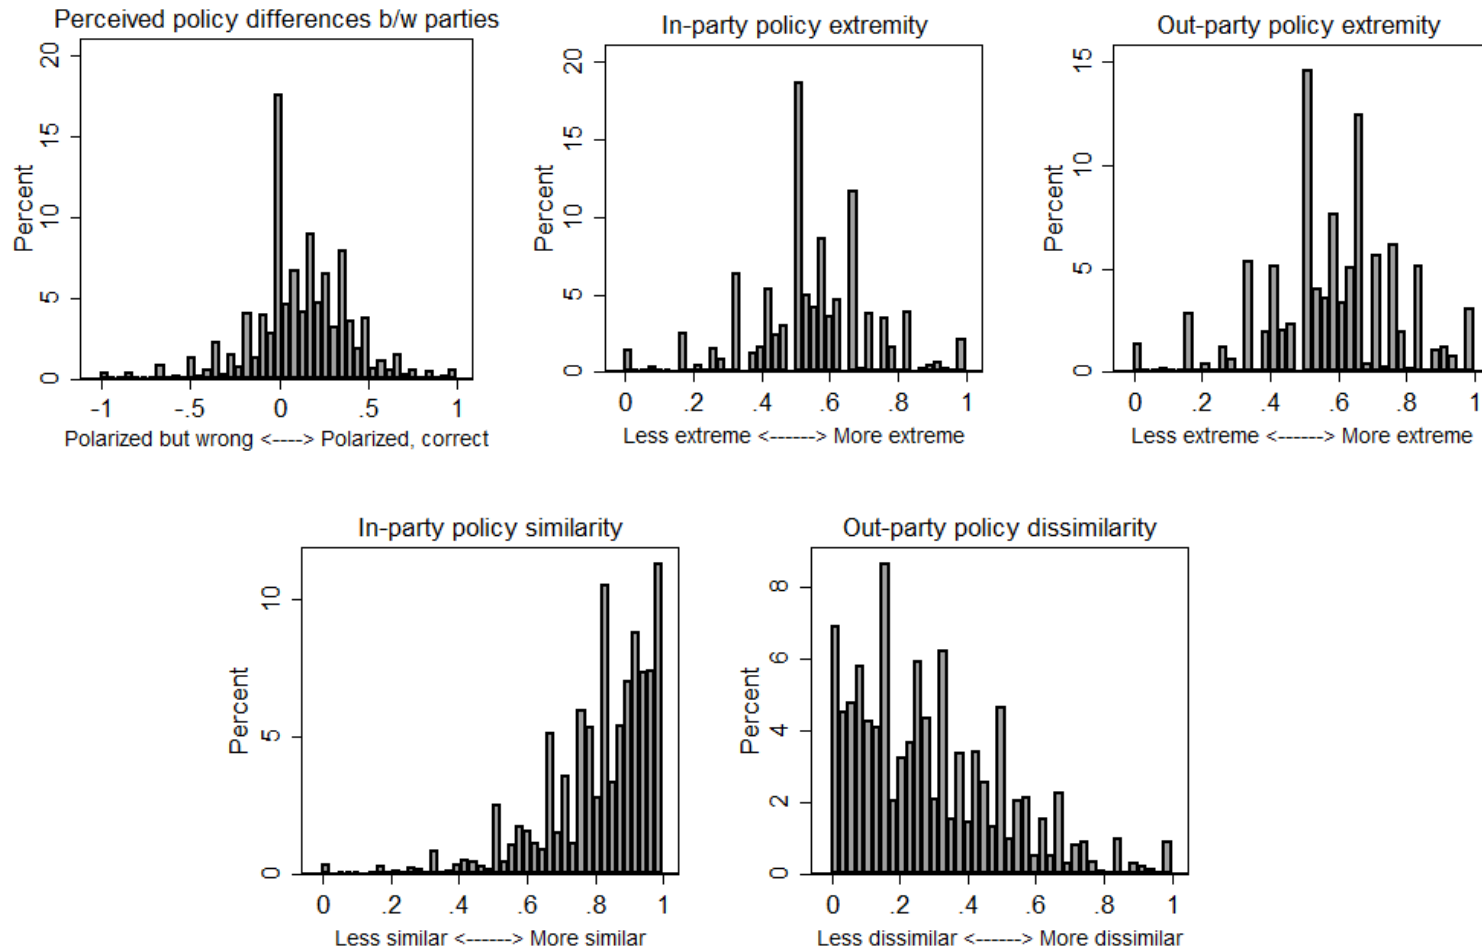 Perceived policy differences b/w parties
In-party policy extremity
Out-party policy extremity
Percent
0 5 10 15 20
-1 -.5 0 .5 1
Polarized but wrong <----> Polarized, correct
Percent
0 5 10 15 20
0 .2 .4 .6 .8 1
Less extreme <------> More extreme
Percent
0 5 10 15
0 .2 .4 .6 .8 1
Less extreme <------> More extreme
In-party policy similarity
Out-party policy dissimilarity
Percent
0 5 10
0 .2 .4 .6 .8 1
Less similar <------> More similar
Percent
0 2 4 6 8
0 .2 .4 .6 .8 1
Less dissimilar <------> More dissimilar